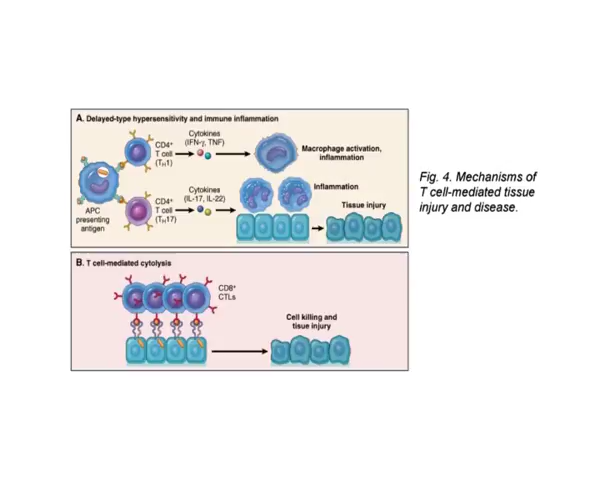 A. Delayed-type hypersensitivity and immune inflammation
CD4⁺
T cell
(TH1)
Cytokines
(IFN-γ, TNF)
Macrophage activation,
inflammation
APC
presenting
antigen
CD4⁺
T cell
(TH17)
Cytokines
(IL-17, IL-22)
Inflammation
Tissue injury
B. T cell-mediated cytolysis
CD8⁺
CTLs
Cell killing and
tissue injury
Fig. 4. Mechanisms of
T cell-mediated tissue
injury and disease.